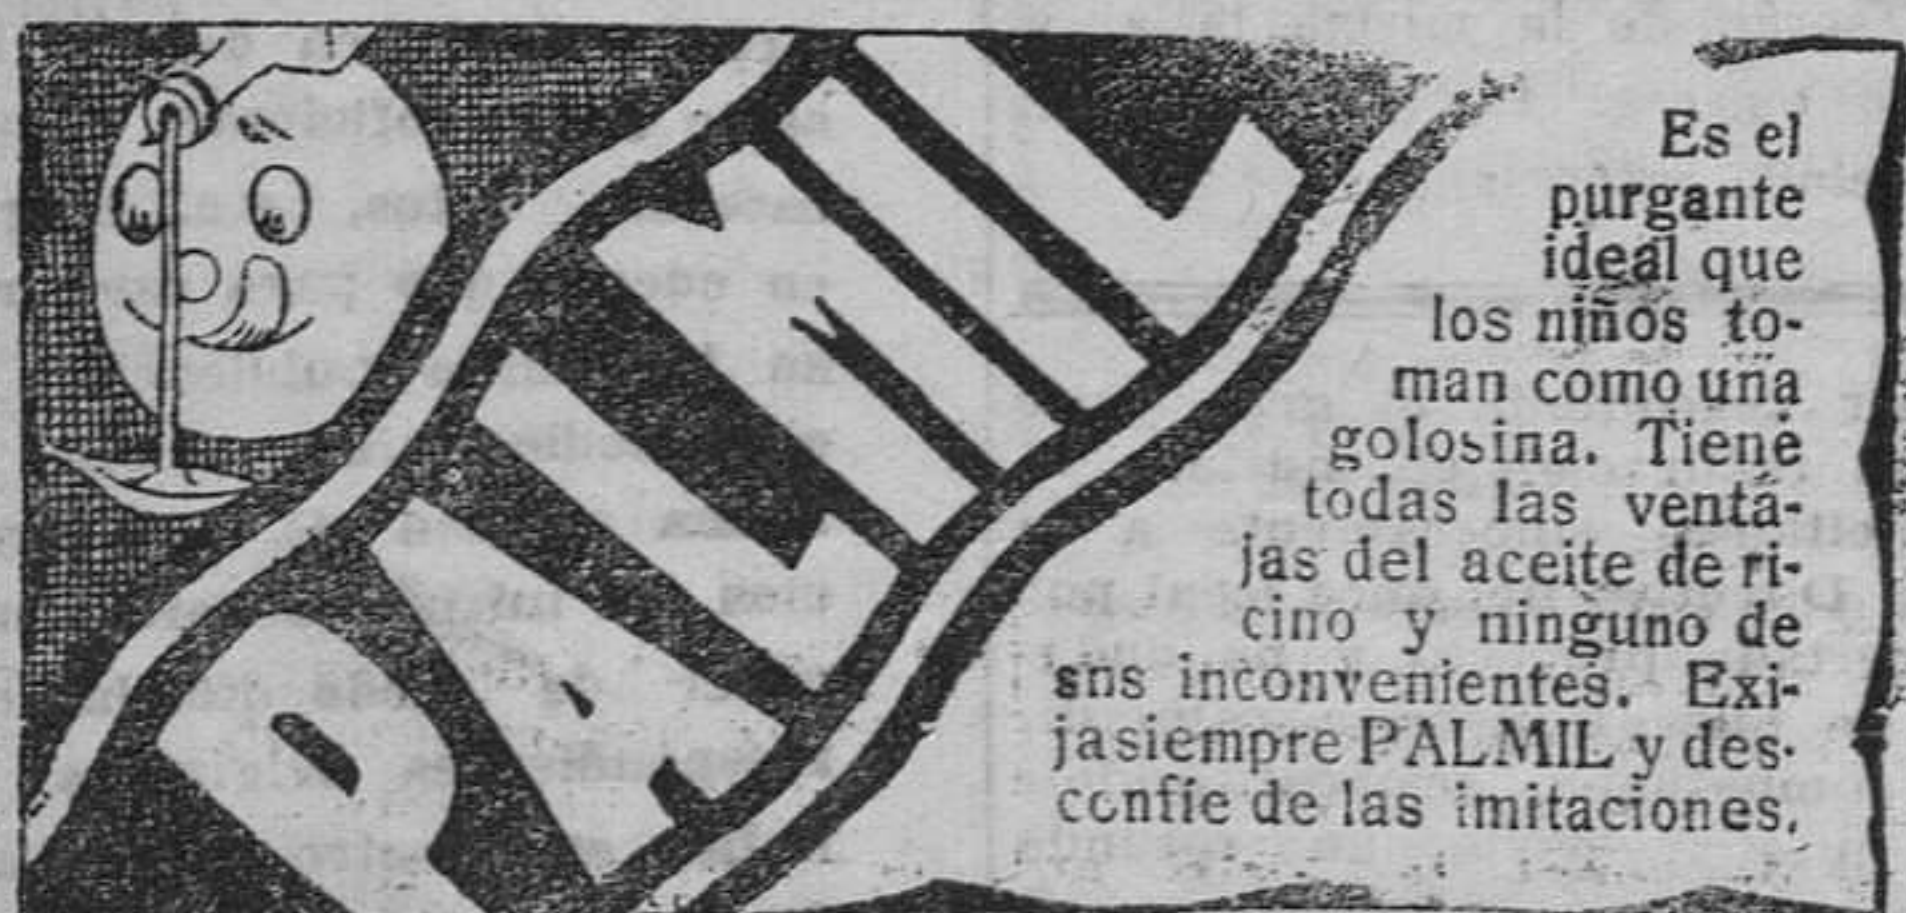 PALMIL
Es el
purgante
ideal que
los niños to-
man como una
golosina. Tiene
todas las venta-
jas del aceite de ri-
cino y ninguno de
sns inconvenientes. Exi-
jasiempre PALMIL y des-
confíe de las imitaciones.